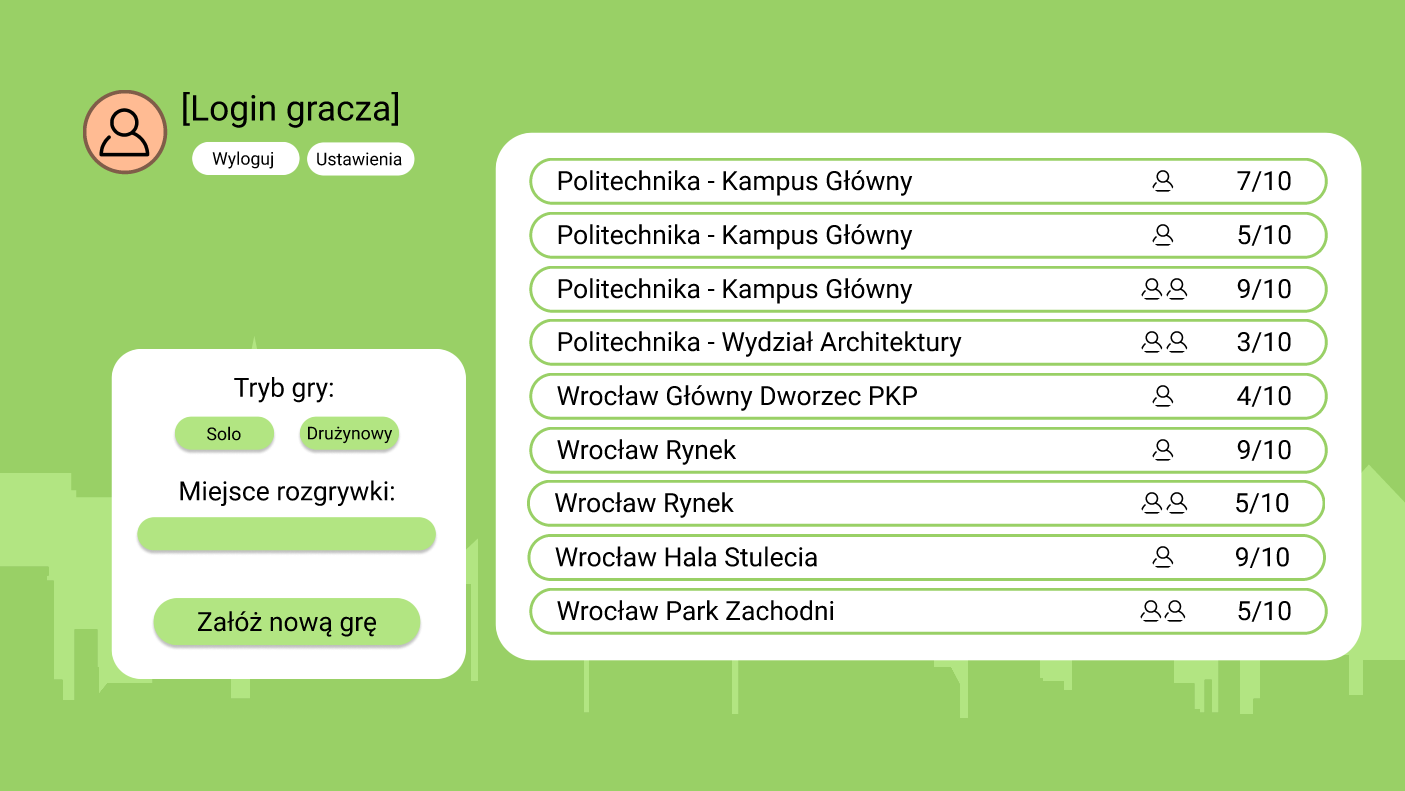 [Login gracza]
Wyloguj Ustawienia
Tryb gry:
Solo Drużynowy
Miejsce rozgrywki:
Załóż nową grę
Politechnika - Kampus Główny 7/10
Politechnika - Kampus Główny 5/10
Politechnika - Kampus Główny 9/10
Politechnika - Wydział Architektury 3/10
Wrocław Główny Dworzec PKP 4/10
Wrocław Rynek 9/10
Wrocław Rynek 5/10
Wrocław Hala Stulecia 9/10
Wrocław Park Zachodni 5/10